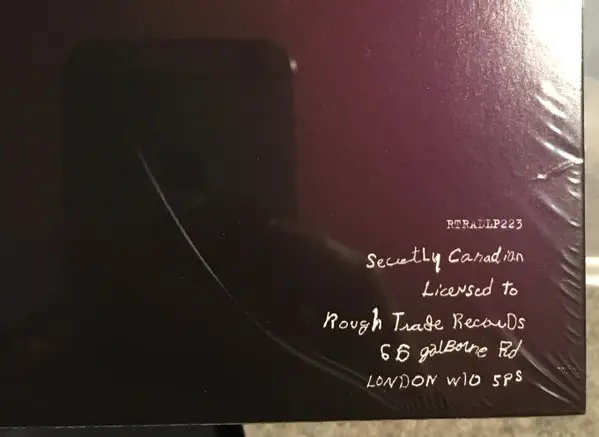 RTRADLP223
Secretly Canadian
Licensed to
Rough Trade Records
66 golborne Rd
LONDON W10 5PS